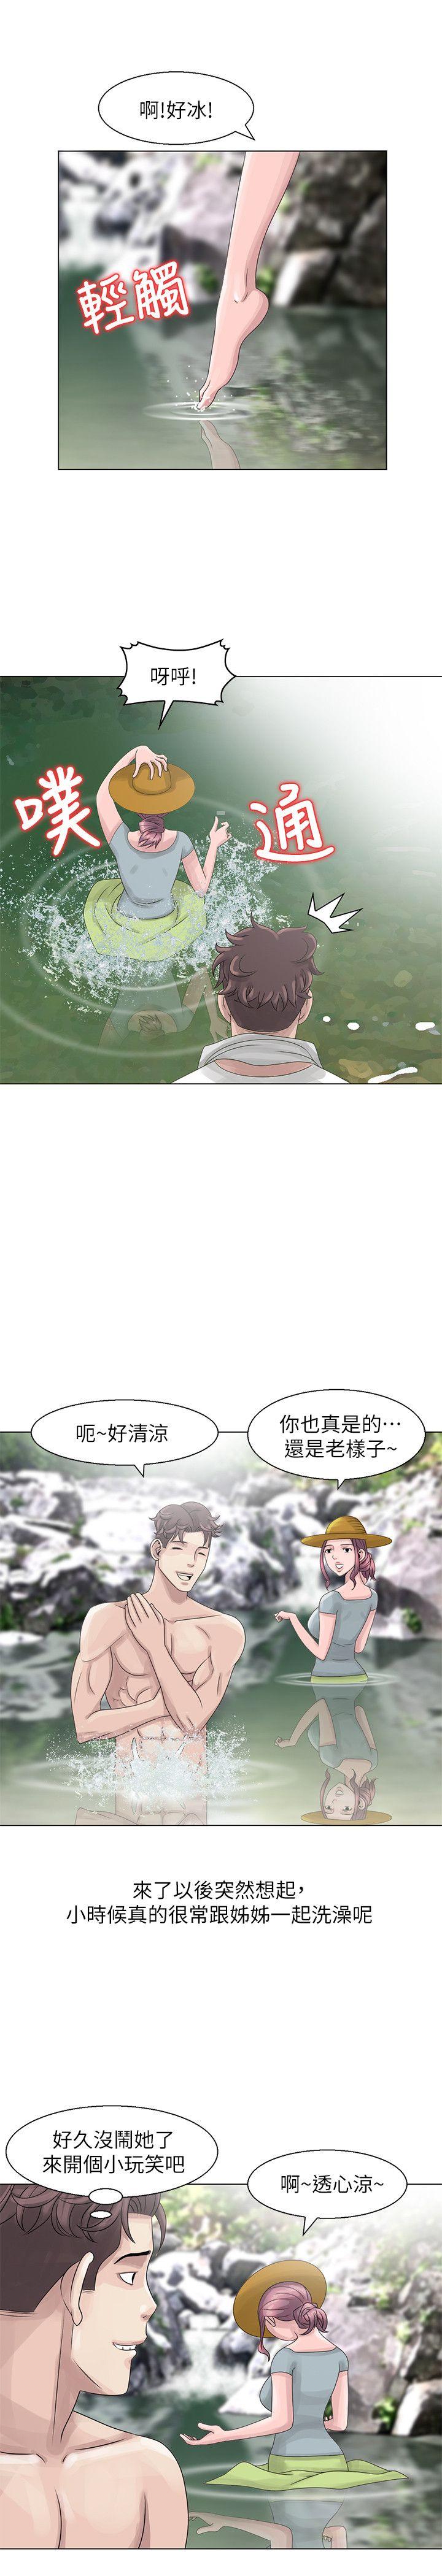 啊!好冰!
輕觸
呀呼!
噗
通
呃~好清涼
你也真是的…
還是老樣子~
來了以後突然想起，
小時候真的很常跟姊姊一起洗澡呢
好久沒鬧她了
來開個小玩笑吧
啊~透心涼~